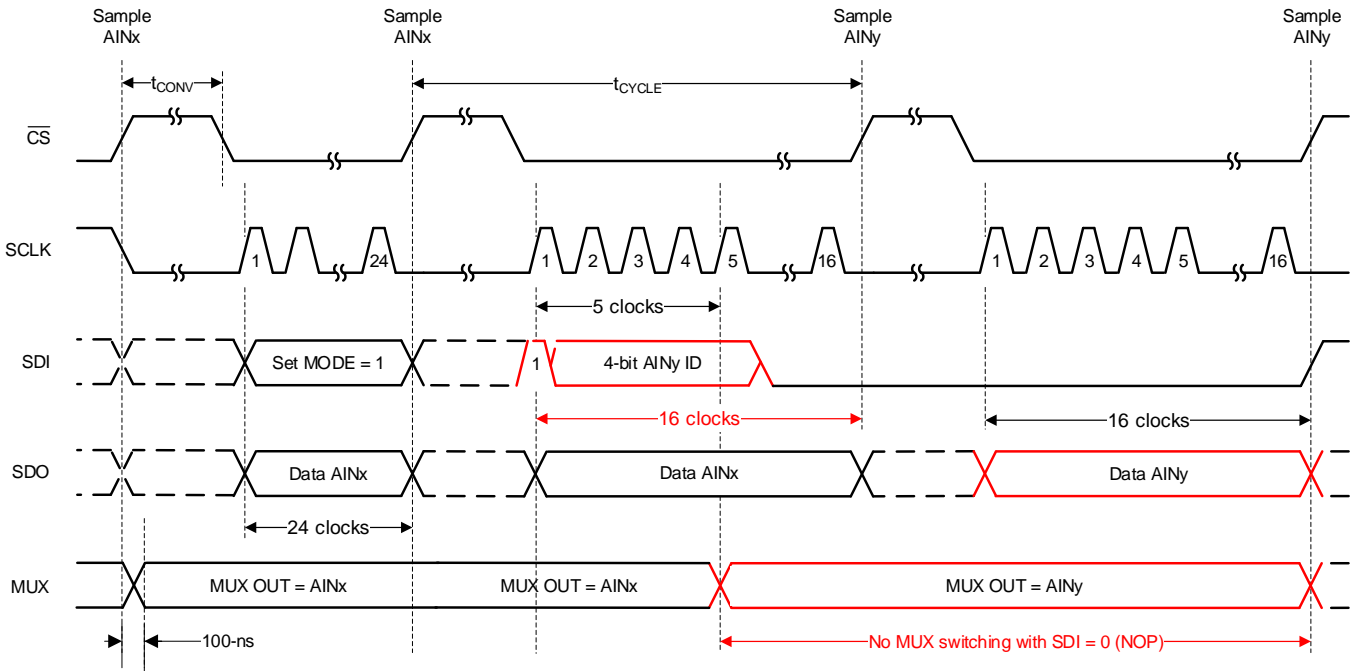 Sample
AINx
Sample
AINx
Sample
AINy
Sample
AINy
tCONV
tCYCLE
CS
SCLK
1
24
1
2
3
4
5
16
1
2
3
4
5
16
5 clocks
SDI
Set MODE = 1
1
4-bit AINy ID
16 clocks
16 clocks
SDO
Data AINx
Data AINx
Data AINy
24 clocks
MUX
MUX OUT = AINx
MUX OUT = AINx
MUX OUT = AINy
100-ns
No MUX switching with SDI = 0 (NOP)